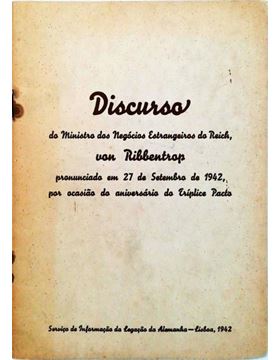 Discurso
do Ministro dos Negócios Estrangeiros do Reich,
von Ribbentrop
pronunciado em 27 de Setembro de 1942,
por ocasião do aniversário do Tríplice Pacto
Serviço de Informação da Legação da Alemanha — Lisboa, 1942